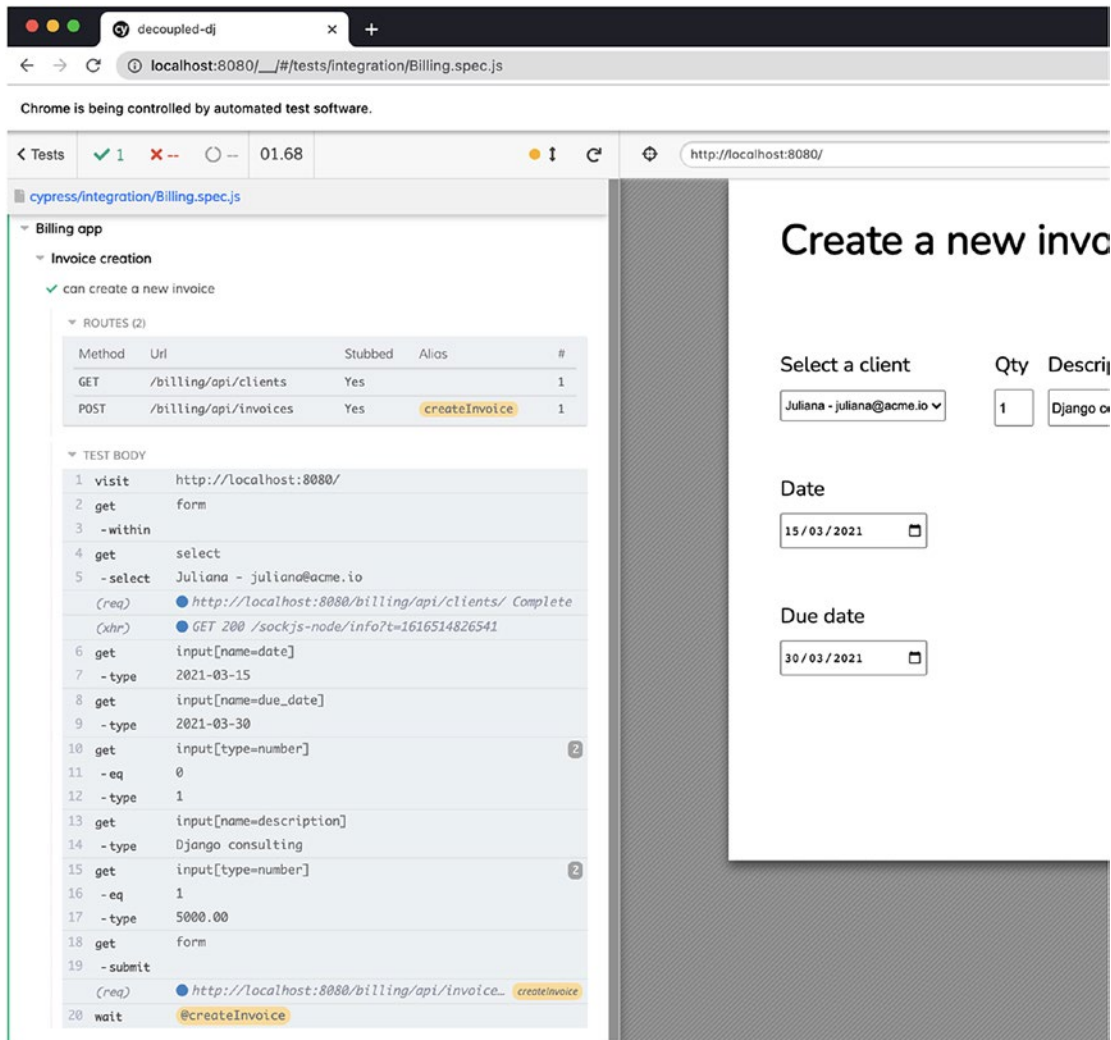 decoupled-dj
localhost:8080/__/#/tests/integration/Billing.spec.js
Chrome is being controlled by automated test software.
Tests 1 -- -- 01.68 http://localhost:8080/
cypress/integration/Billing.spec.js
Billing app
Invoice creation
can create a new invoice
ROUTES (2)
Method Url Stubbed Alias #
GET /billing/api/clients Yes 1
POST /billing/api/invoices Yes createInvoice 1
TEST BODY
1 visit http://localhost:8080/
2 get form
3 -within
4 get select
5 -select Juliana - juliana@acme.io
(req) http://localhost:8080/billing/api/clients/ Complete
(xhr) GET 200 /sockjs-node/info?t=1616514826541
6 get input[name=date]
7 -type 2021-03-15
8 get input[name=due_date]
9 -type 2021-03-30
10 get input[type=number] 2
11 -eq 0
12 -type 1
13 get input[name=description]
14 -type Django consulting
15 get input[type=number] 2
16 -eq 1
17 -type 5000.00
18 get form
19 -submit
(req) http://localhost:8080/billing/api/invoice… createInvoice
20 wait @createInvoice
Create a new invo
Select a client Qty Descrip
Juliana - juliana@acme.io 1 Django co
Date
15/03/2021
Due date
30/03/2021